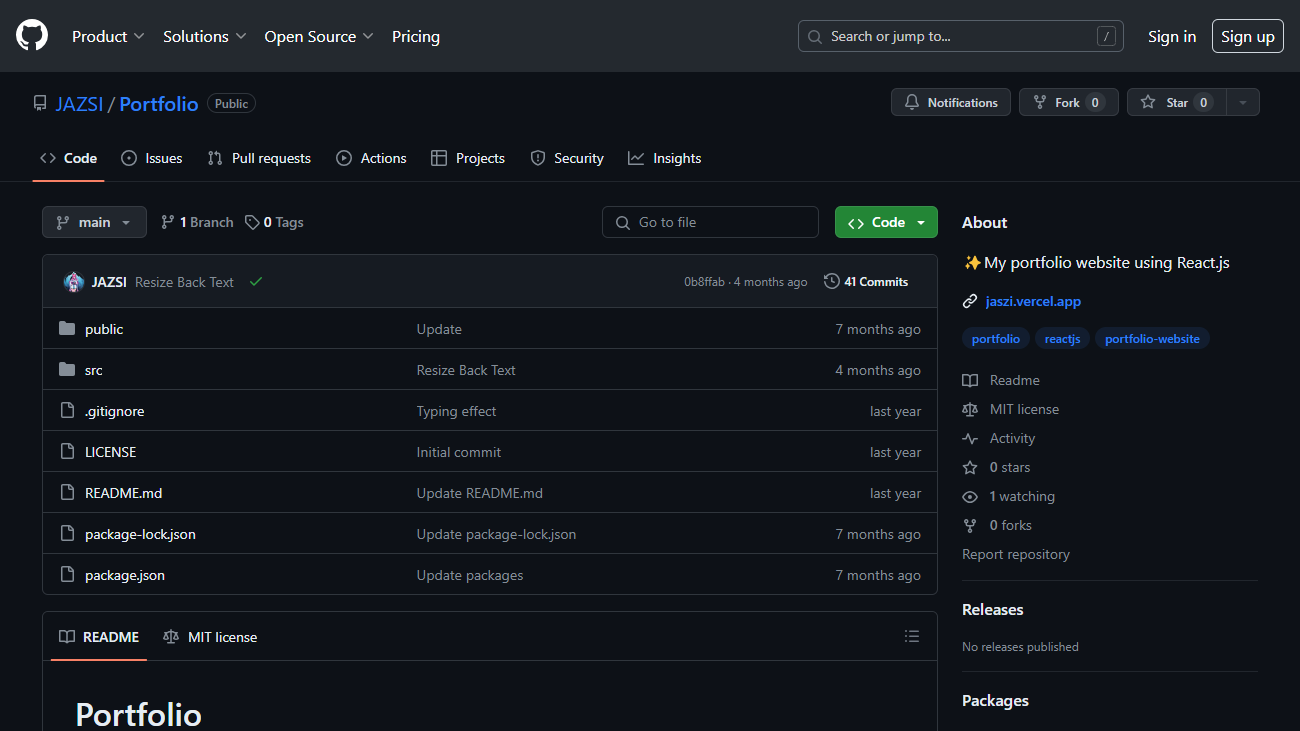 Product Solutions Open Source Pricing Search or jump to... / Sign in Sign up
JAZSI / Portfolio Public Notifications Fork 0 Star 0
Code Issues Pull requests Actions Projects Security Insights
main 1 Branch 0 Tags Go to file Code
JAZSI Resize Back Text 0b8ffab · 4 months ago 41 Commits
public Update 7 months ago
src Resize Back Text 4 months ago
.gitignore Typing effect last year
LICENSE Initial commit last year
README.md Update README.md last year
package-lock.json Update package-lock.json 7 months ago
package.json Update packages 7 months ago
README MIT license
Portfolio
About
✨My portfolio website using React.js
jaszi.vercel.app
portfolio reactjs portfolio-website
Readme
MIT license
Activity
0 stars
1 watching
0 forks
Report repository
Releases
No releases published
Packages